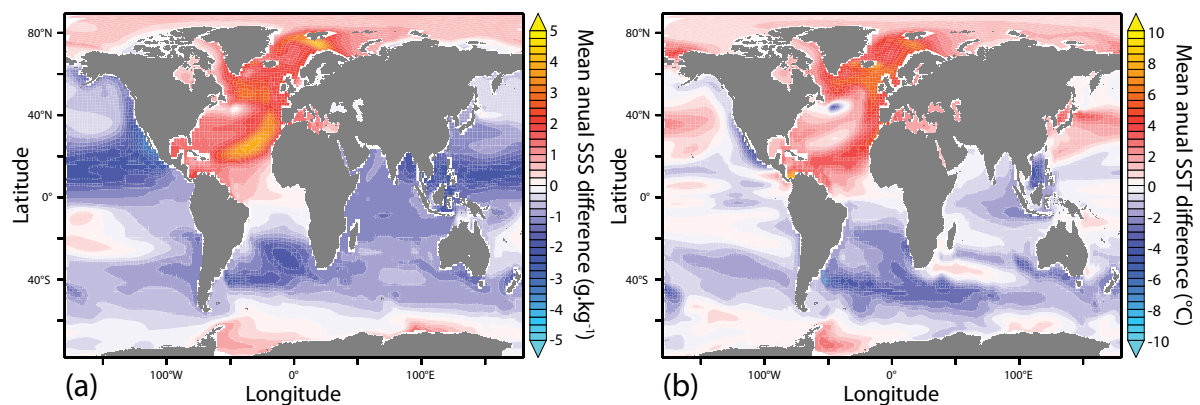 80°N
40°N
0°
40°S
Latitude
100°W
0°
100°E
Longitude
(a)
5
4
3
2
1
0
-1
-2
-3
4
-5
Mean anual SSS difference (g.kg⁻¹)
80°N
40°N
0°
40°S
Latitude
100°W
0°
100°E
Longitude
(b)
10
8
6
4
2
0
-2
-4
-6
-8
-10
Mean anual SST difference (°C)